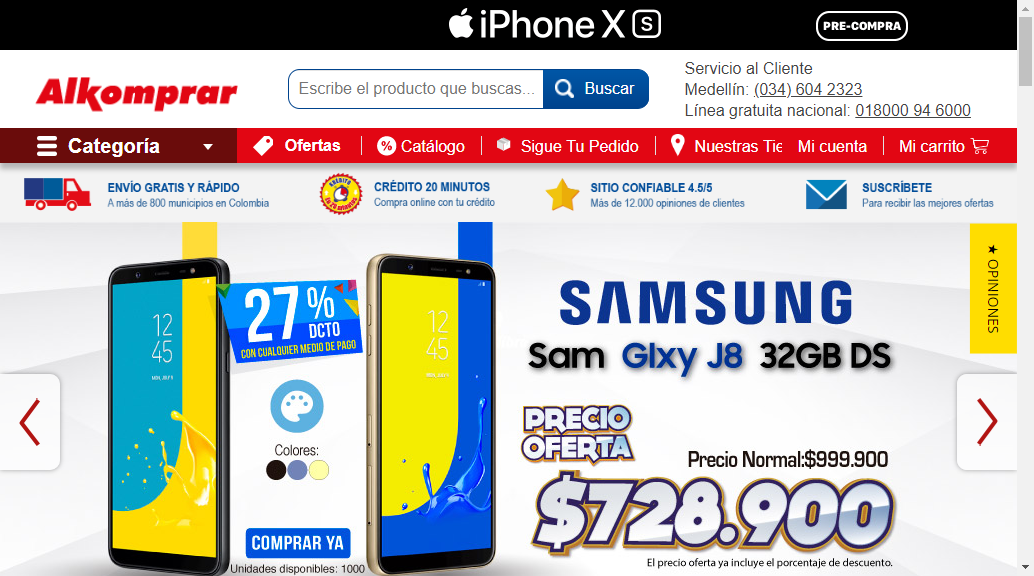 iPhone XS
PRE-COMPRA
Alkomprar
Escribe el producto que buscas...
Buscar
Servicio al Cliente
Medellín: (034) 604 2323
Línea gratuita nacional: 018000 94 6000
Categoría
Ofertas
Catálogo
Sigue Tu Pedido
Nuestras Tie
Mi cuenta
Mi carrito
ENVÍO GRATIS Y RÁPIDO
A más de 800 municipios en Colombia
CRÉDITO 20 MINUTOS
Compra online con tu crédito
SITIO CONFIABLE 4.5/5
Más de 12.000 opiniones de clientes
SUSCRÍBETE
Para recibir las mejores ofertas
★ OPINIONES
12
45
27% DCTO
CON CUALQUIER MEDIO DE PAGO
12
45
Colores:
COMPRAR YA
Unidades disponibles: 1000
SAMSUNG
Sam Glxy J8 32GB DS
PRECIO
OFERTA
Precio Normal:$999.900
$728.900
El precio oferta ya incluye el porcentaje de descuento.